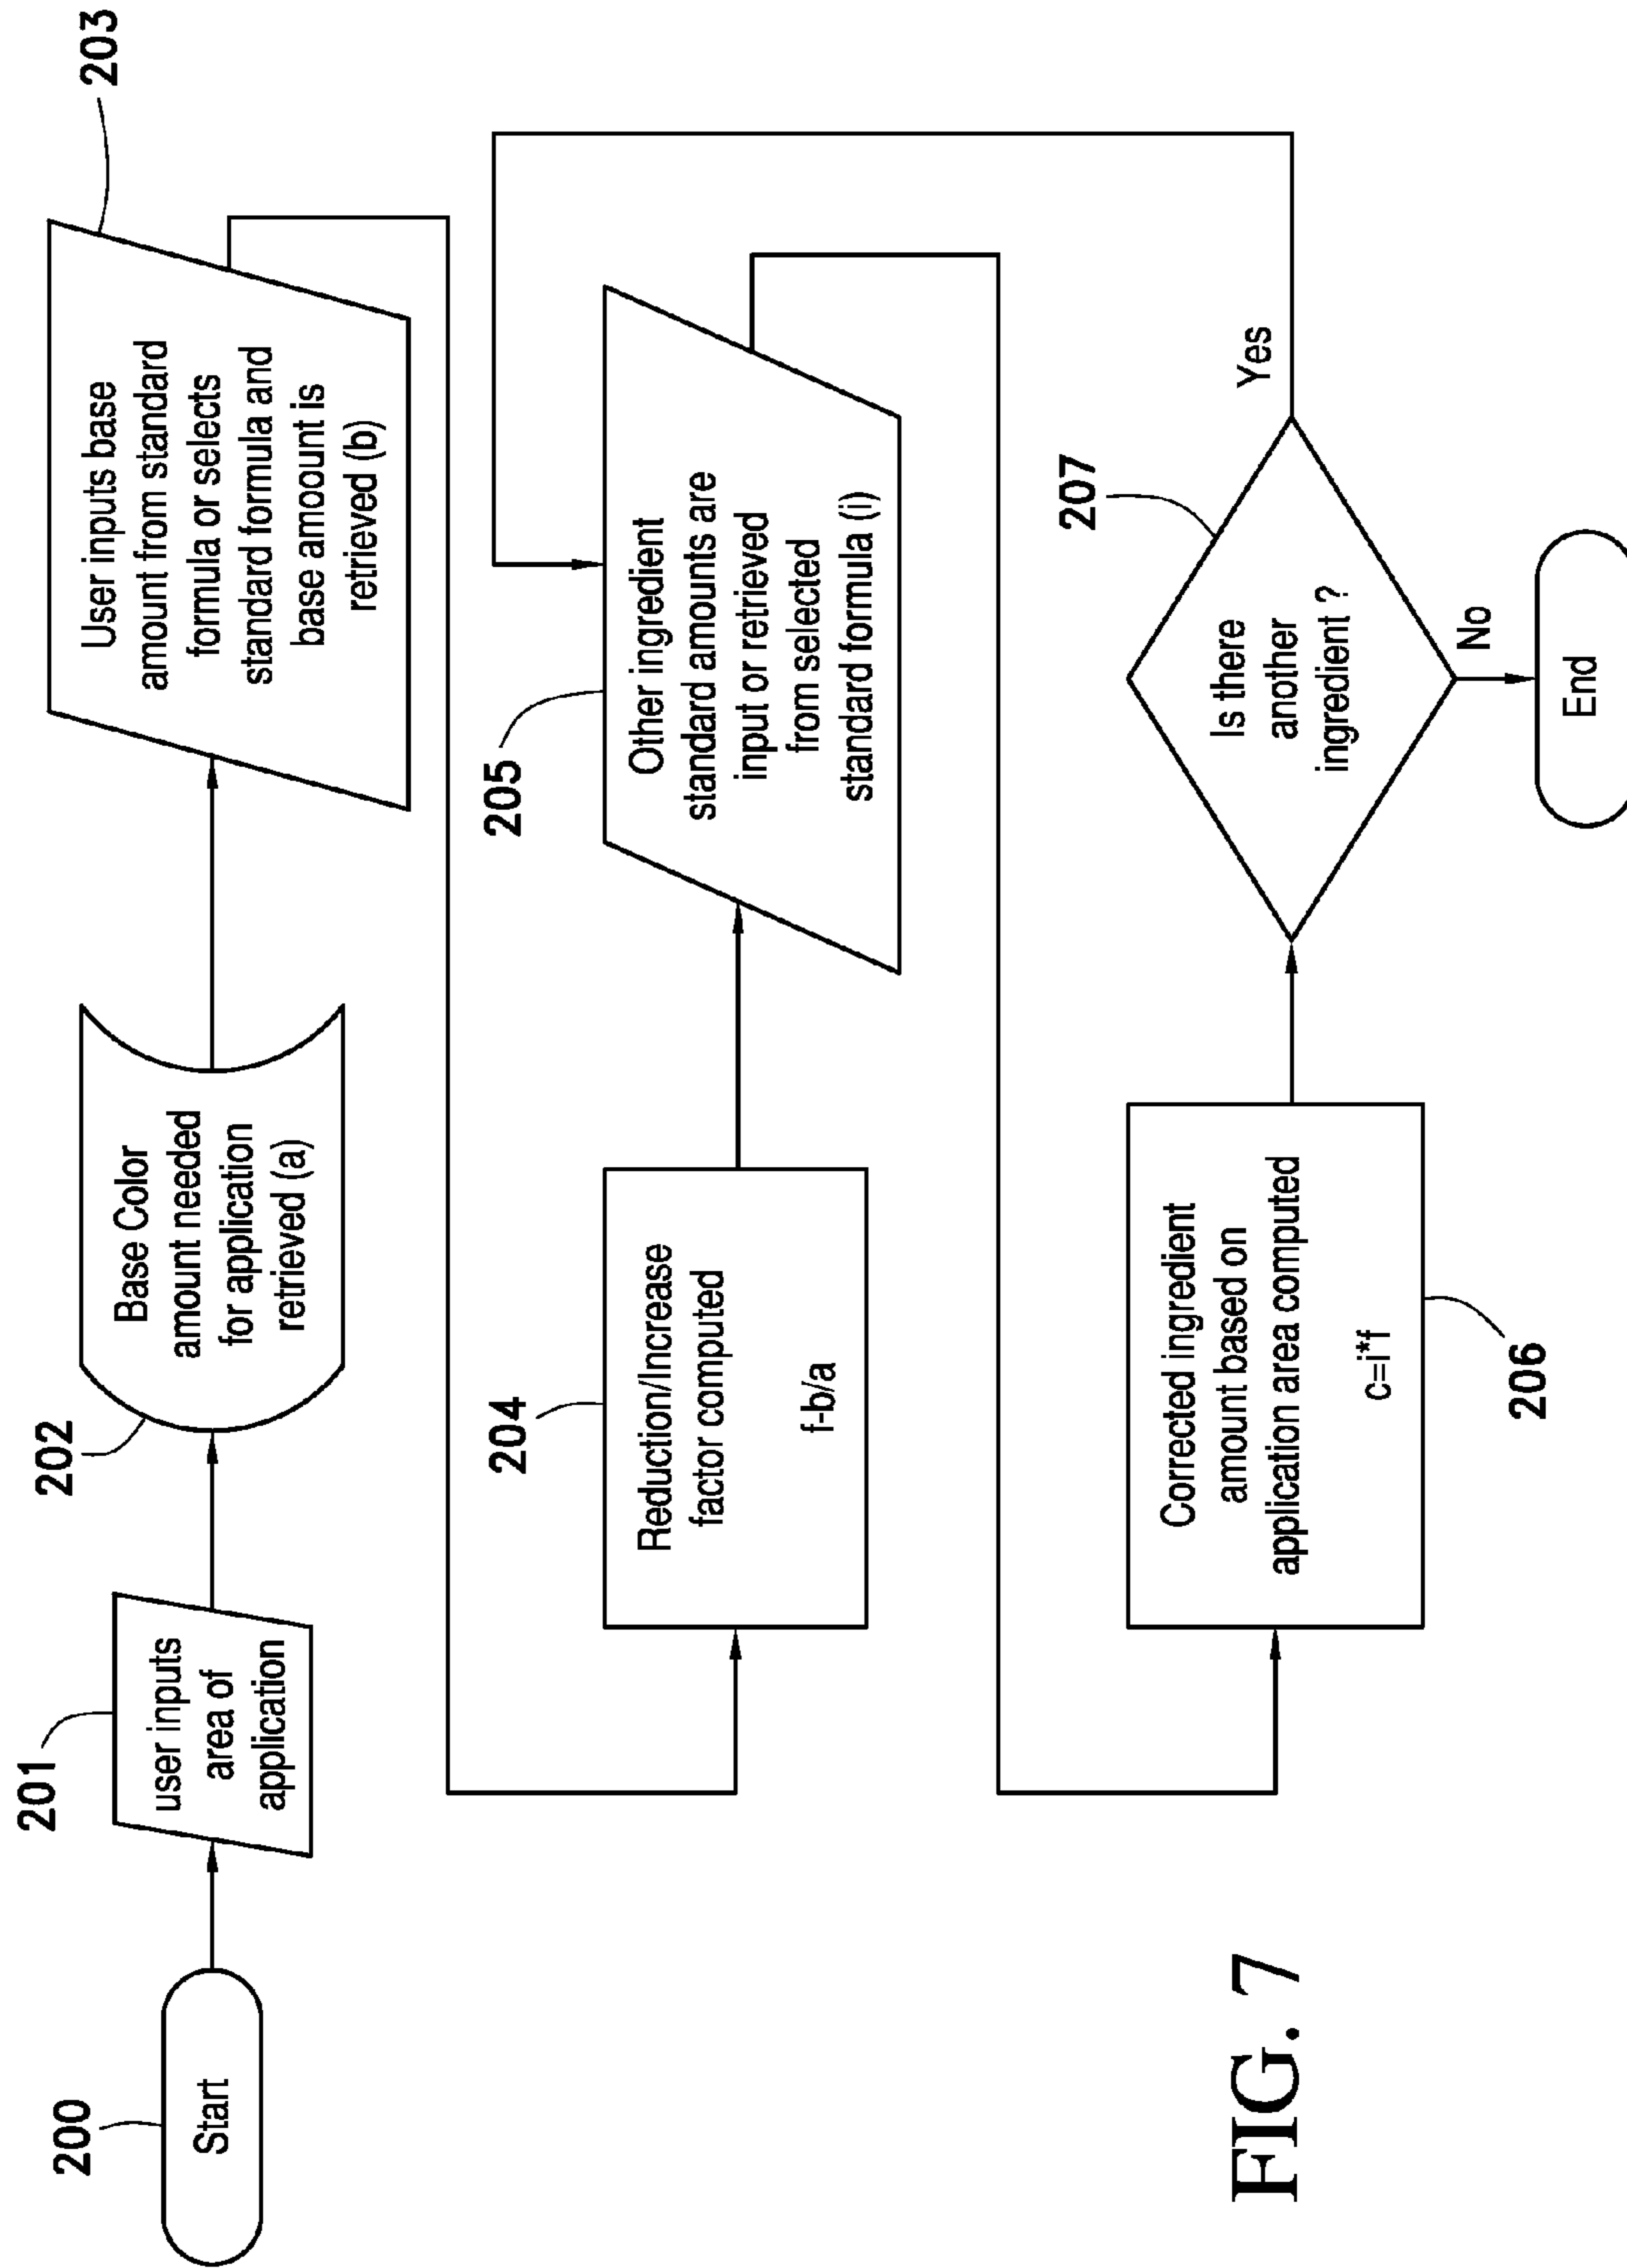 200
Start
201
user inputs
area of
application
202
Base Color
amount needed
for application
retrieved (a)
203
User inputs base
amount from standard
formula or selects
standard formula and
base amoount is
retrieved (b)
204
Reduction/Increase
factor computed
f-b/a
205
Other ingredient
standard amounts are
input or retrieved
from selected
standard formula (i)
206
Corrected ingredient
amount based on
application area computed
c=i*f
207
Is there
another
ingredient ?
Yes
No
End
FIG. 7